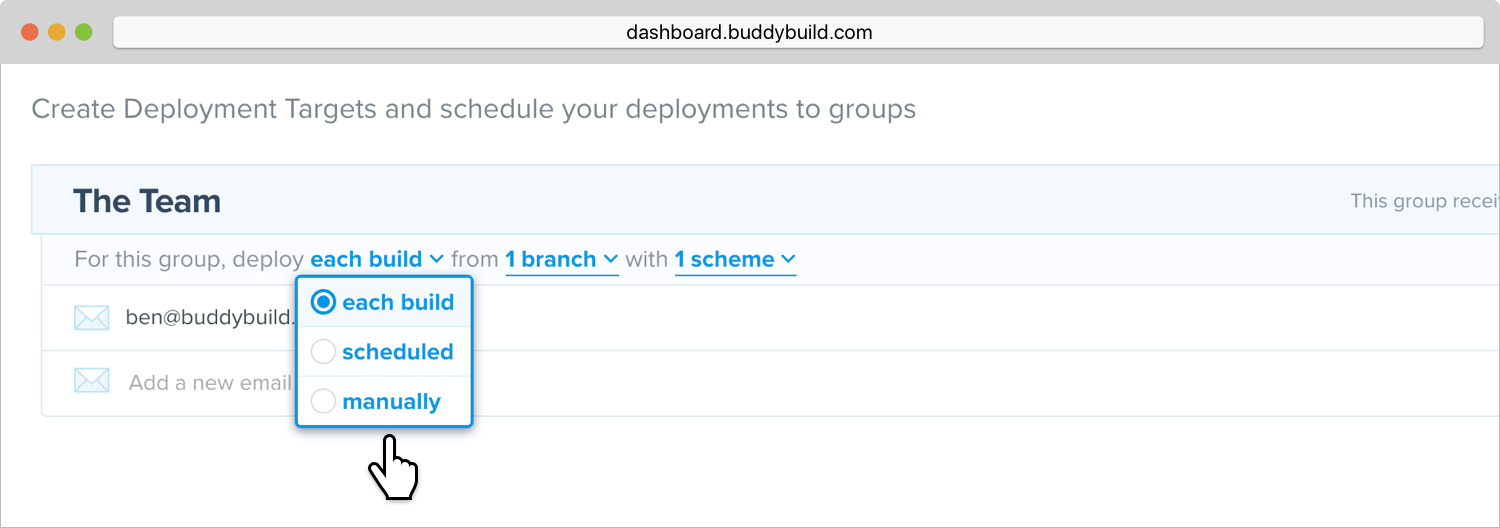 dashboard.buddybuild.com
Create Deployment Targets and schedule your deployments to groups
The Team
This group recei
For this group, deploy each build from 1 branch with 1 scheme
each build
ben@buddybuild.
scheduled
Add a new email
manually